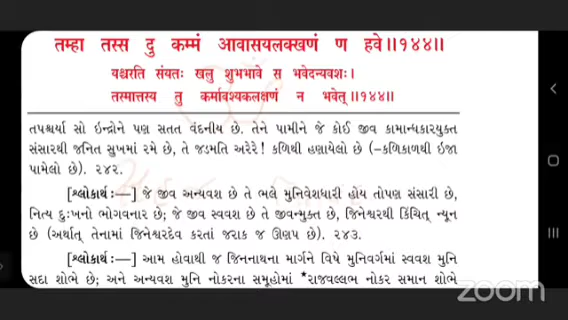 तम्हा तस्स दु कम्मं आवासयलक्खणं ण हवे॥१४४॥
यश्चरति संयतः खलु शुभभावे स भवेदन्यवशः।
तस्मात्तस्य तु कर्मावश्यकलक्षणं न भवेत्॥१४४॥
તપશ્ચર્યા સો ઇન્દ્રોને પણ સતત વંદનીય છે. તેને પામીને જે કોઈ જીવ કામાન્ધકારયુક્ત
સંસારથી જનિત સુખમાં રમે છે, તે જડમતિ અરેરે! કળિથી હણાયેલો છે (–કળિકાળથી ઇજા
પામેલો છે). ૨૪૨.
[શ્લોકાર્થઃ—] જે જીવ અન્યવશ છે તે ભલે મુનિવેશધારી હોય તોપણ સંસારી છે,
નિત્ય દુઃખનો ભોગવનાર છે; જે જીવ સ્વવશ છે તે જીવન્મુક્ત છે, જિનેશ્વરથી કિંચિત્ ન્યૂન
છે (અર્થાત્ તેનામાં જિનેશ્વરદેવ કરતાં જરાક જ ઊણપ છે). ૨૪૩.
[શ્લોકાર્થઃ—] આમ હોવાથી જ જિનનાથના માર્ગને વિષે મુનિવર્ગમાં સ્વવશ મુનિ
સદા શોભે છે; અને અન્યવશ મુનિ નોકરના સમૂહોમાં *રાજવલ્લભ નોકર સમાન શોભે
zoom